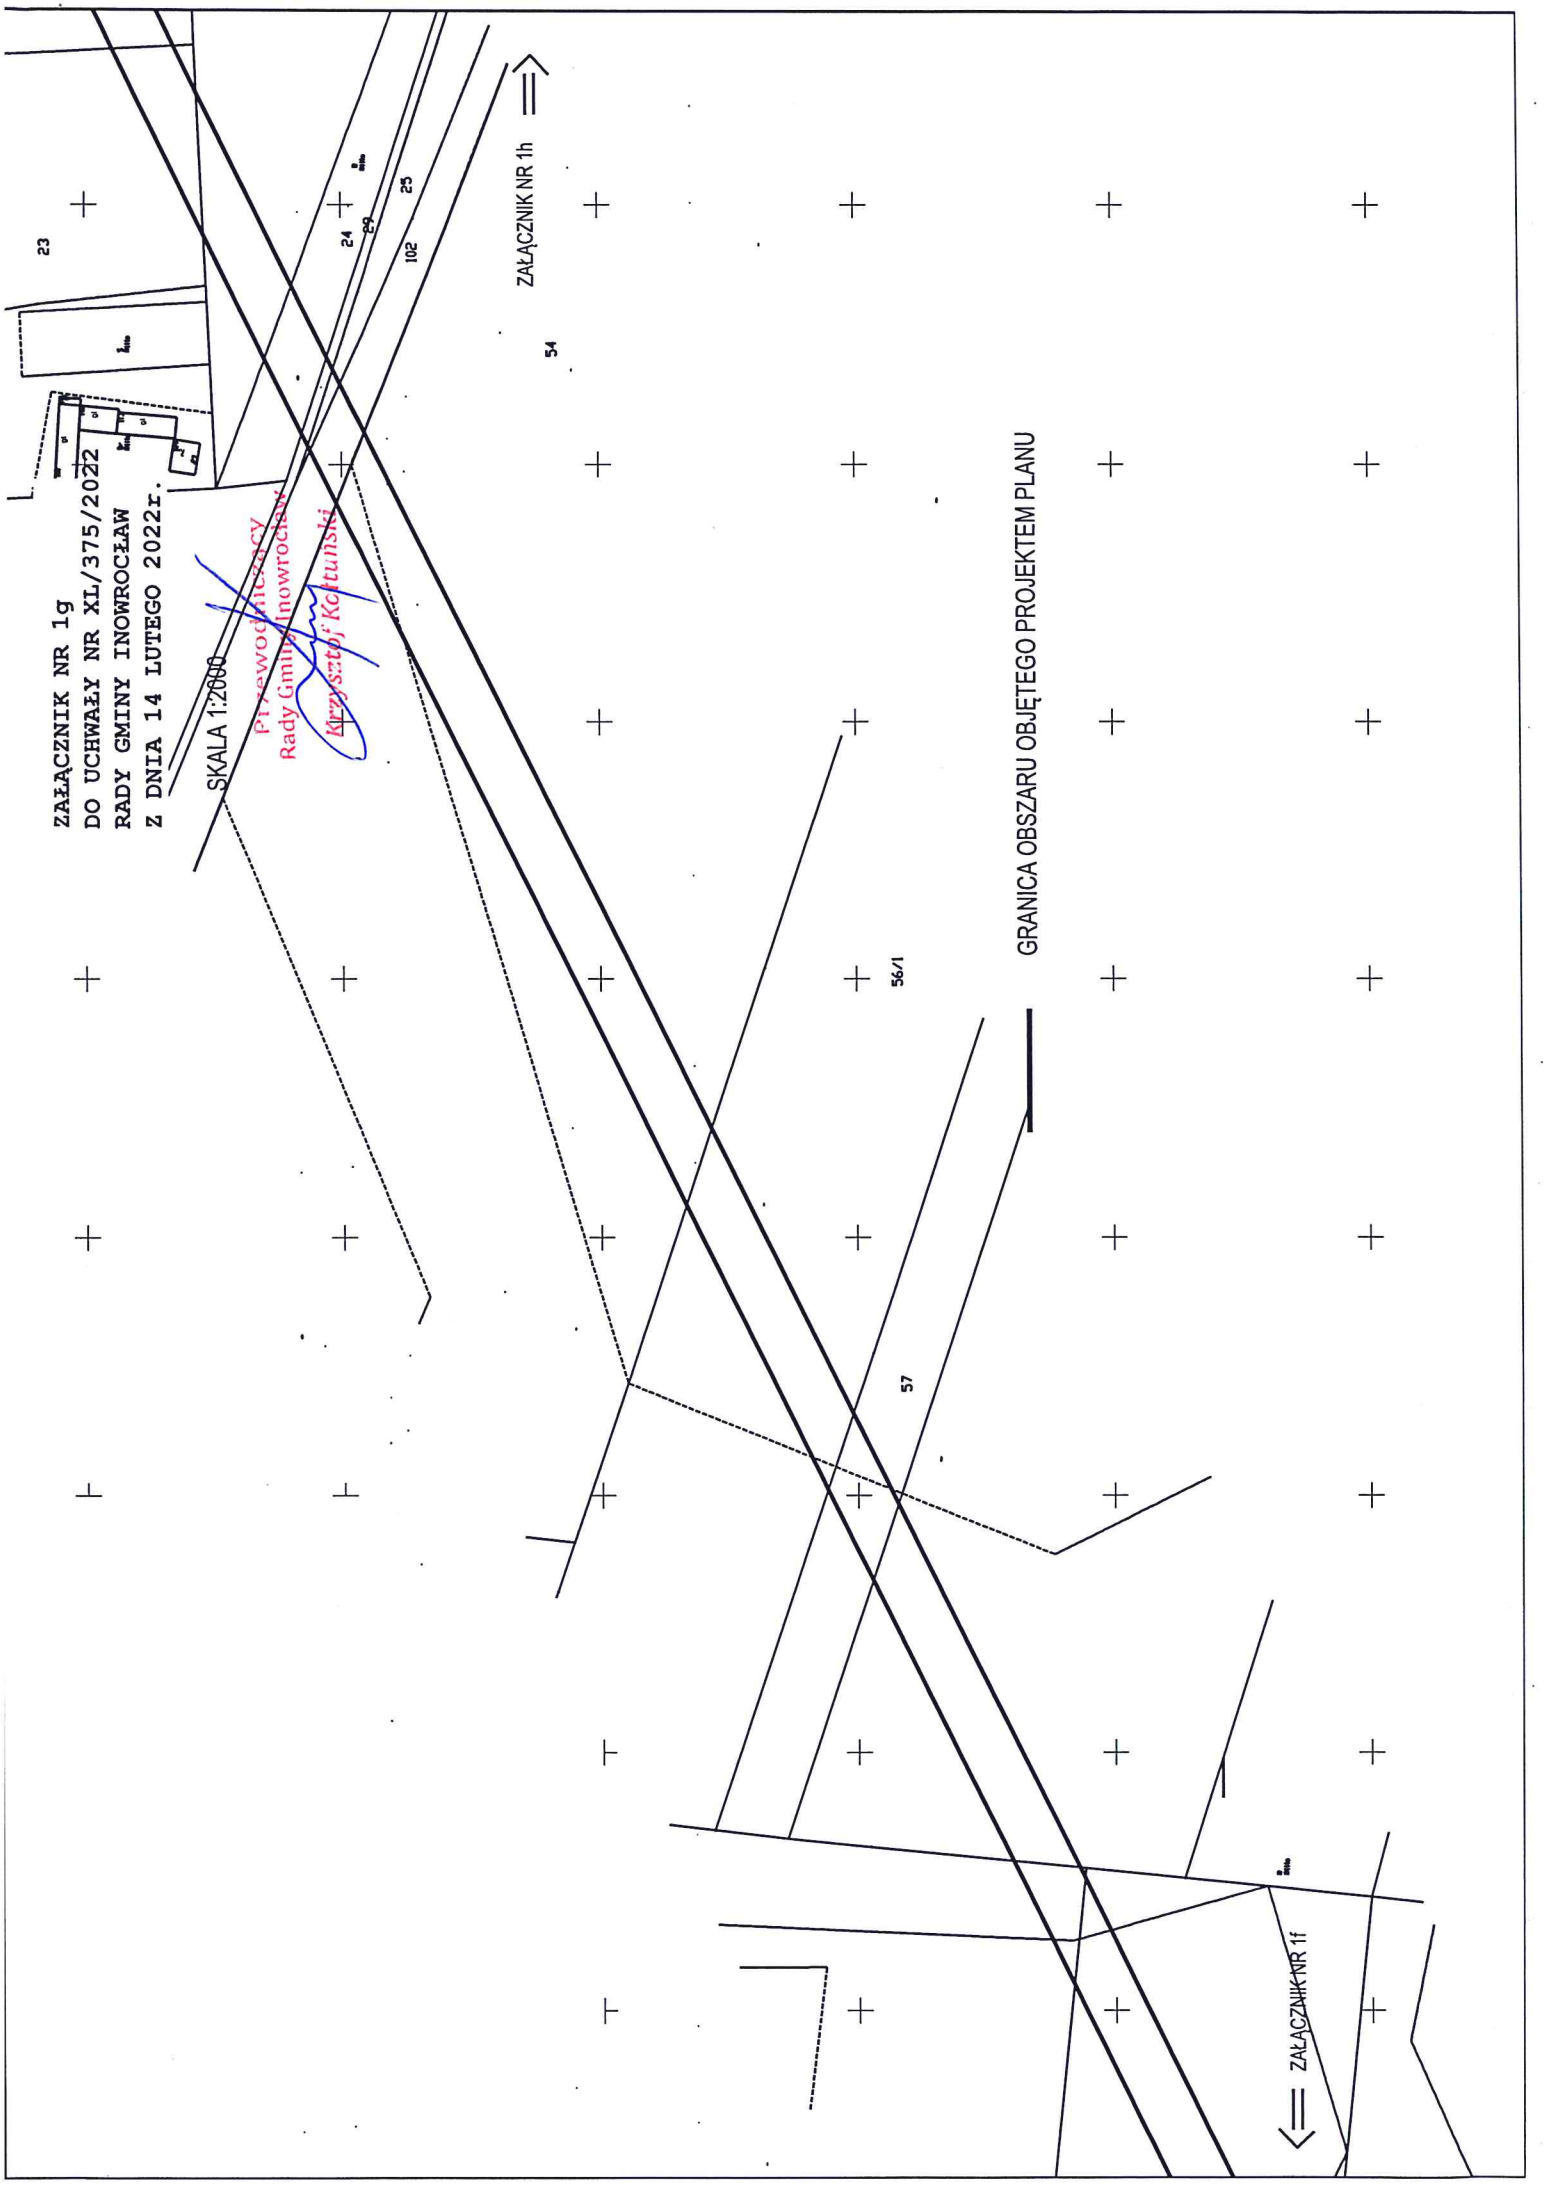 ZAŁĄCZNIK NR 1g
DO UCHWAŁY NR XL/375/2022
RADY GMINY INOWROCŁAW
Z DNIA 14 LUTEGO 2022r.
SKALA 1:2000
Przewodniczący
Rady Gminy Inowrocław
Krzysztof Kołtuński
23
24
29
25
102
ZAŁĄCZNIK NR 1h
54
56/1
GRANICA OBSZARU OBJĘTEGO PROJEKTEM PLANU
57
ZAŁĄCZNIK NR 1f